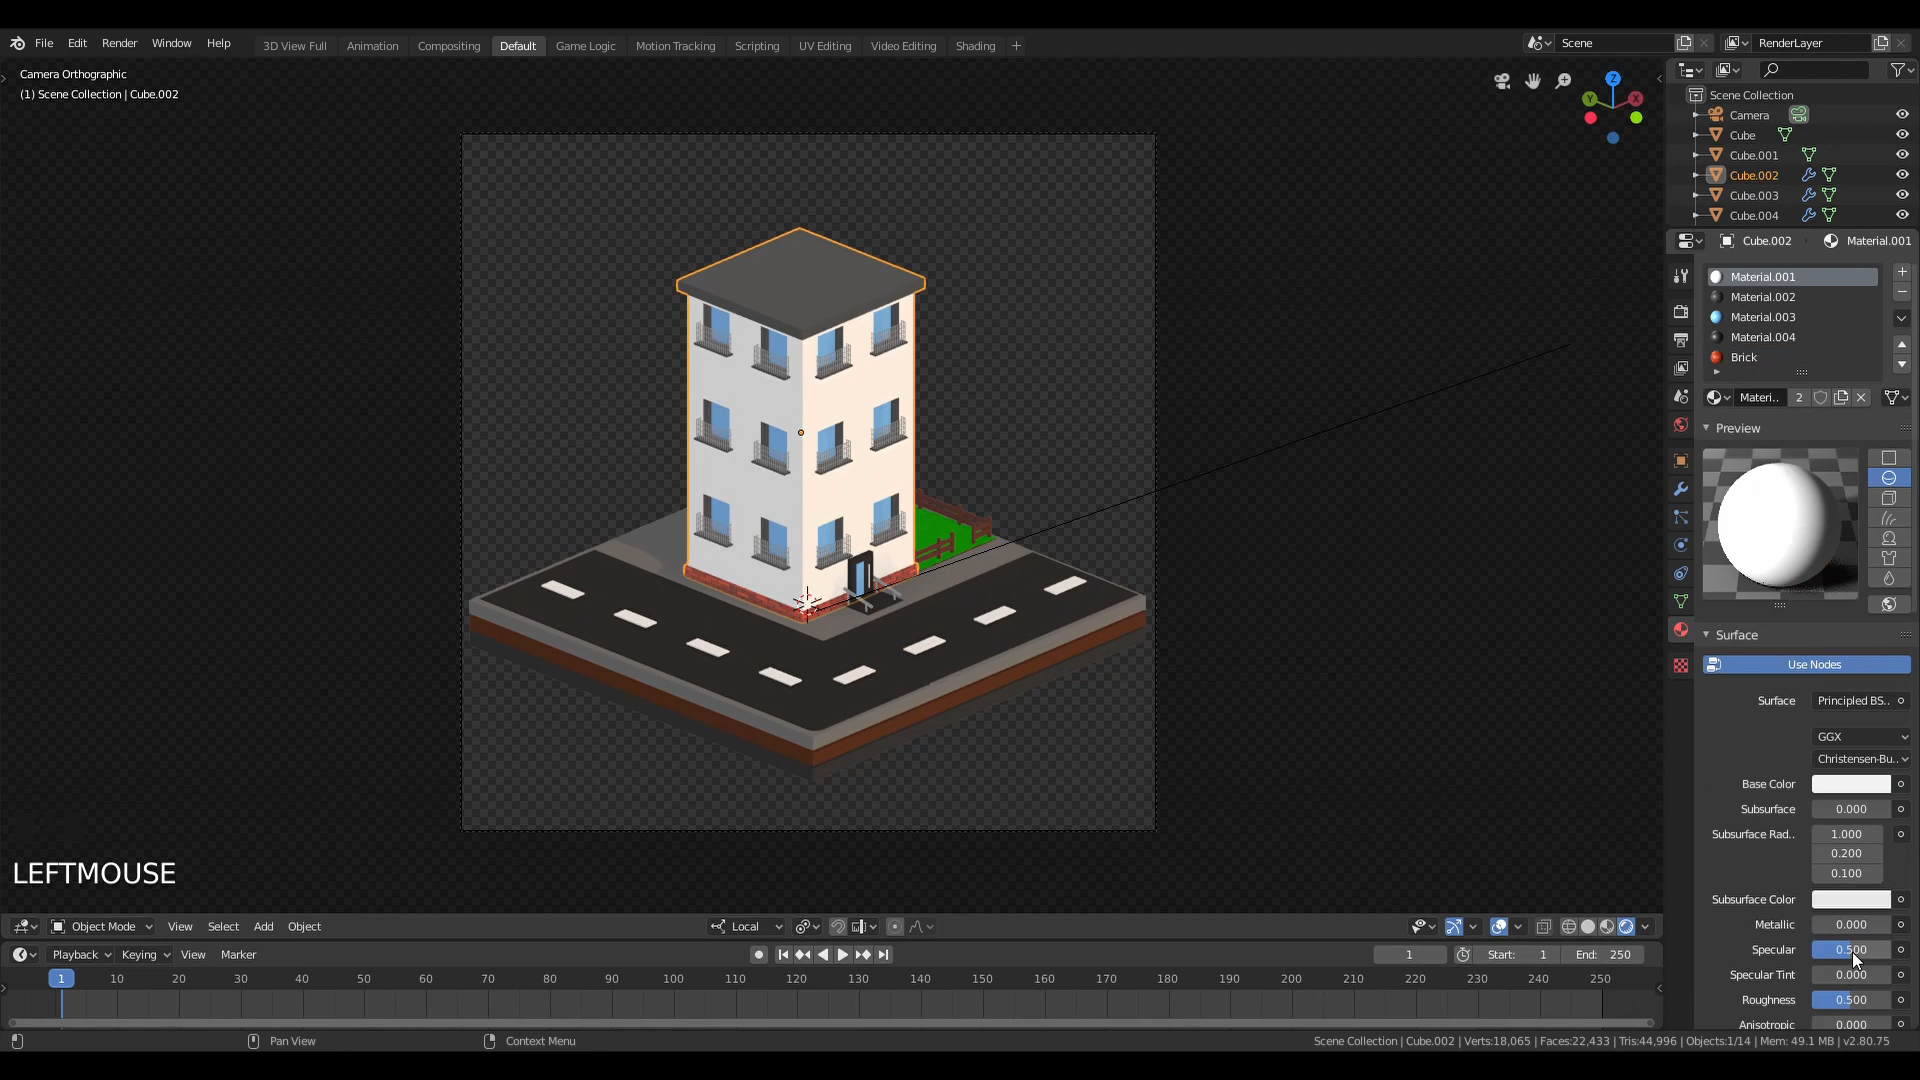 File Edit Render Window Help
3D View Full Animation Compositing Default Game Logic Motion Tracking Scripting UV Editing Video Editing Shading +
Scene
RenderLayer
Camera Orthographic
(1) Scene Collection | Cube.002
Z
Y
X
Scene Collection
Camera
Cube
Cube.001
Cube.002
Cube.003
Cube.004
Cube.002 Material.001
Material.001
Material.002
Material.003
Material.004
Brick
Materi.. 2
Preview
Surface
Use Nodes
Surface Principled BS..
GGX
Christensen-Bu..
Base Color
Subsurface 0.000
Subsurface Rad.. 1.000
0.200
0.100
Subsurface Color
Metallic 0.000
Specular 0.500
Specular Tint 0.000
Roughness 0.500
Anisotropic 0.000
LEFTMOUSE
Object Mode View Select Add Object
Local
Playback Keying View Marker
1 Start: 1 End: 250
1 10 20 30 40 50 60 70 80 90 100 110 120 130 140 150 160 170 180 190 200 210 220 230 240 250
Pan View
Context Menu
Scene Collection | Cube.002 | Verts:18,065 | Faces:22,433 | Tris:44,996 | Objects:1/14 | Mem: 49.1 MB | v2.80.75